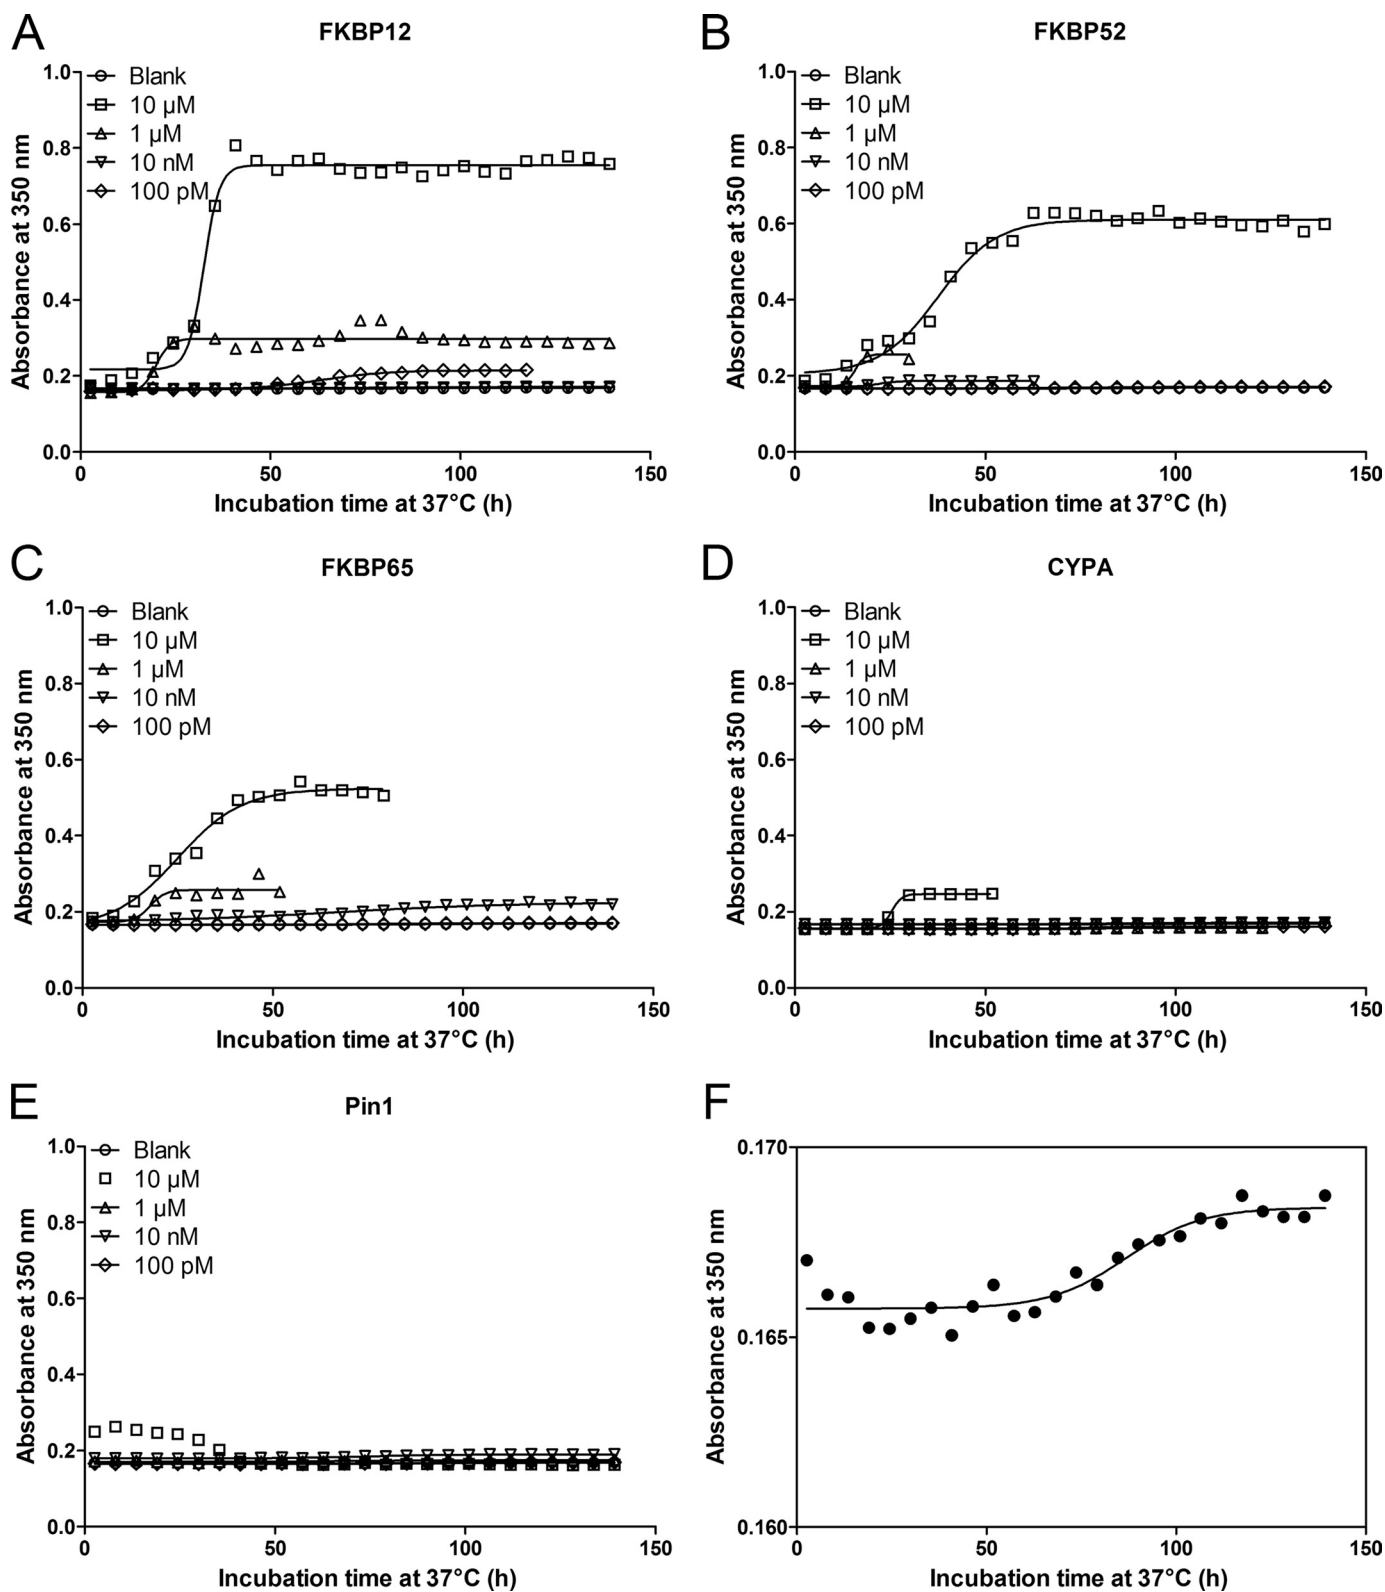 A
FKBP12
Blank
10 µM
1 µM
10 nM
100 pM
1.0
0.8
0.6
0.4
0.2
0.0
0
50
100
150
Absorbance at 350 nm
Incubation time at 37°C (h)
B
FKBP52
Blank
10 µM
1 µM
10 nM
100 pM
1.0
0.8
0.6
0.4
0.2
0.0
0
50
100
150
Absorbance at 350 nm
Incubation time at 37°C (h)
C
FKBP65
Blank
10 µM
1 µM
10 nM
100 pM
1.0
0.8
0.6
0.4
0.2
0.0
0
50
100
150
Absorbance at 350 nm
Incubation time at 37°C (h)
D
CYPA
Blank
10 µM
1 µM
10 nM
100 pM
1.0
0.8
0.6
0.4
0.2
0.0
0
50
100
150
Absorbance at 350 nm
Incubation time at 37°C (h)
E
Pin1
Blank
10 µM
1 µM
10 nM
100 pM
1.0
0.8
0.6
0.4
0.2
0.0
0
50
100
150
Absorbance at 350 nm
Incubation time at 37°C (h)
F
0.170
0.165
0.160
0
50
100
150
Absorbance at 350 nm
Incubation time at 37°C (h)